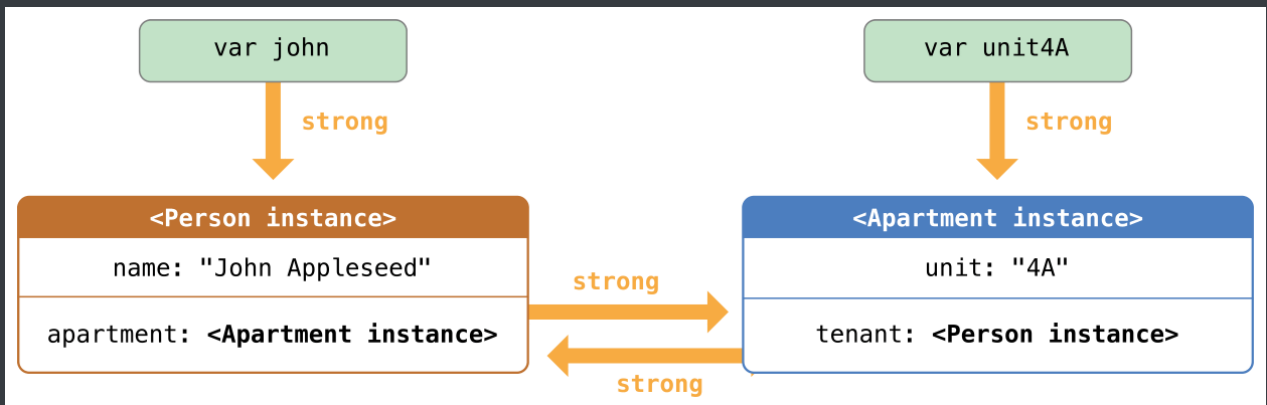 var john
var unit4A
strong
strong
<Person instance>
<Apartment instance>
name: "John Appleseed"
unit: "4A"
strong
apartment: <Apartment instance>
tenant: <Person instance>
strong